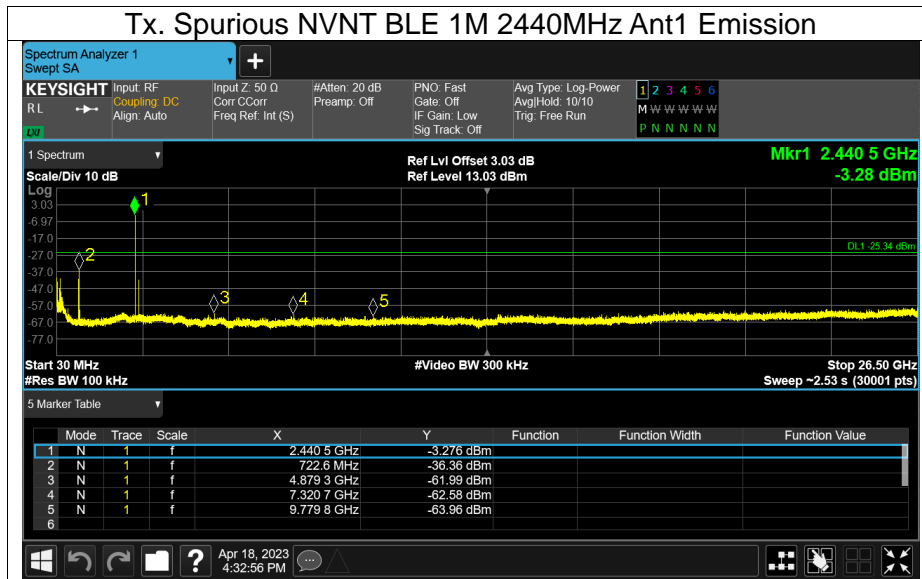 Tx. Spurious NVNT BLE 1M 2440MHz Ant1 Emission
Spectrum Analyzer 1
Swept SA
+
KEYSIGHT Input: RF Input Z: 50 Ω #Atten: 20 dB PNO: Fast Avg Type: Log-Power 1 2 3 4 5 6
RL Coupling: DC Corr CCorr Preamp: Off Gate: Off Avg|Hold: 10/10 M W W W W W
Align: Auto Freq Ref: Int (S) IF Gain: Low Trig: Free Run
LXI Sig Track: Off P N N N N N
1 Spectrum Ref Lvl Offset 3.03 dB Mkr1 2.440 5 GHz
Scale/Div 10 dB Ref Level 13.03 dBm -3.28 dBm
Log
3.03 1
-6.97
-17.0
DL1 -25.34 dBm
-27.0 2
-37.0
-47.0
-57.0 3 4 5
-67.0
-77.0
Start 30 MHz #Video BW 300 kHz Stop 26.50 GHz
#Res BW 100 kHz Sweep ~2.53 s (30001 pts)
5 Marker Table
Mode Trace Scale X Y Function Function Width Function Value
1 N 1 f 2.440 5 GHz -3.276 dBm
2 N 1 f 722.6 MHz -36.36 dBm
3 N 1 f 4.879 3 GHz -61.99 dBm
4 N 1 f 7.320 7 GHz -62.58 dBm
5 N 1 f 9.779 8 GHz -63.96 dBm
6
? Apr 18, 2023
4:32:56 PM